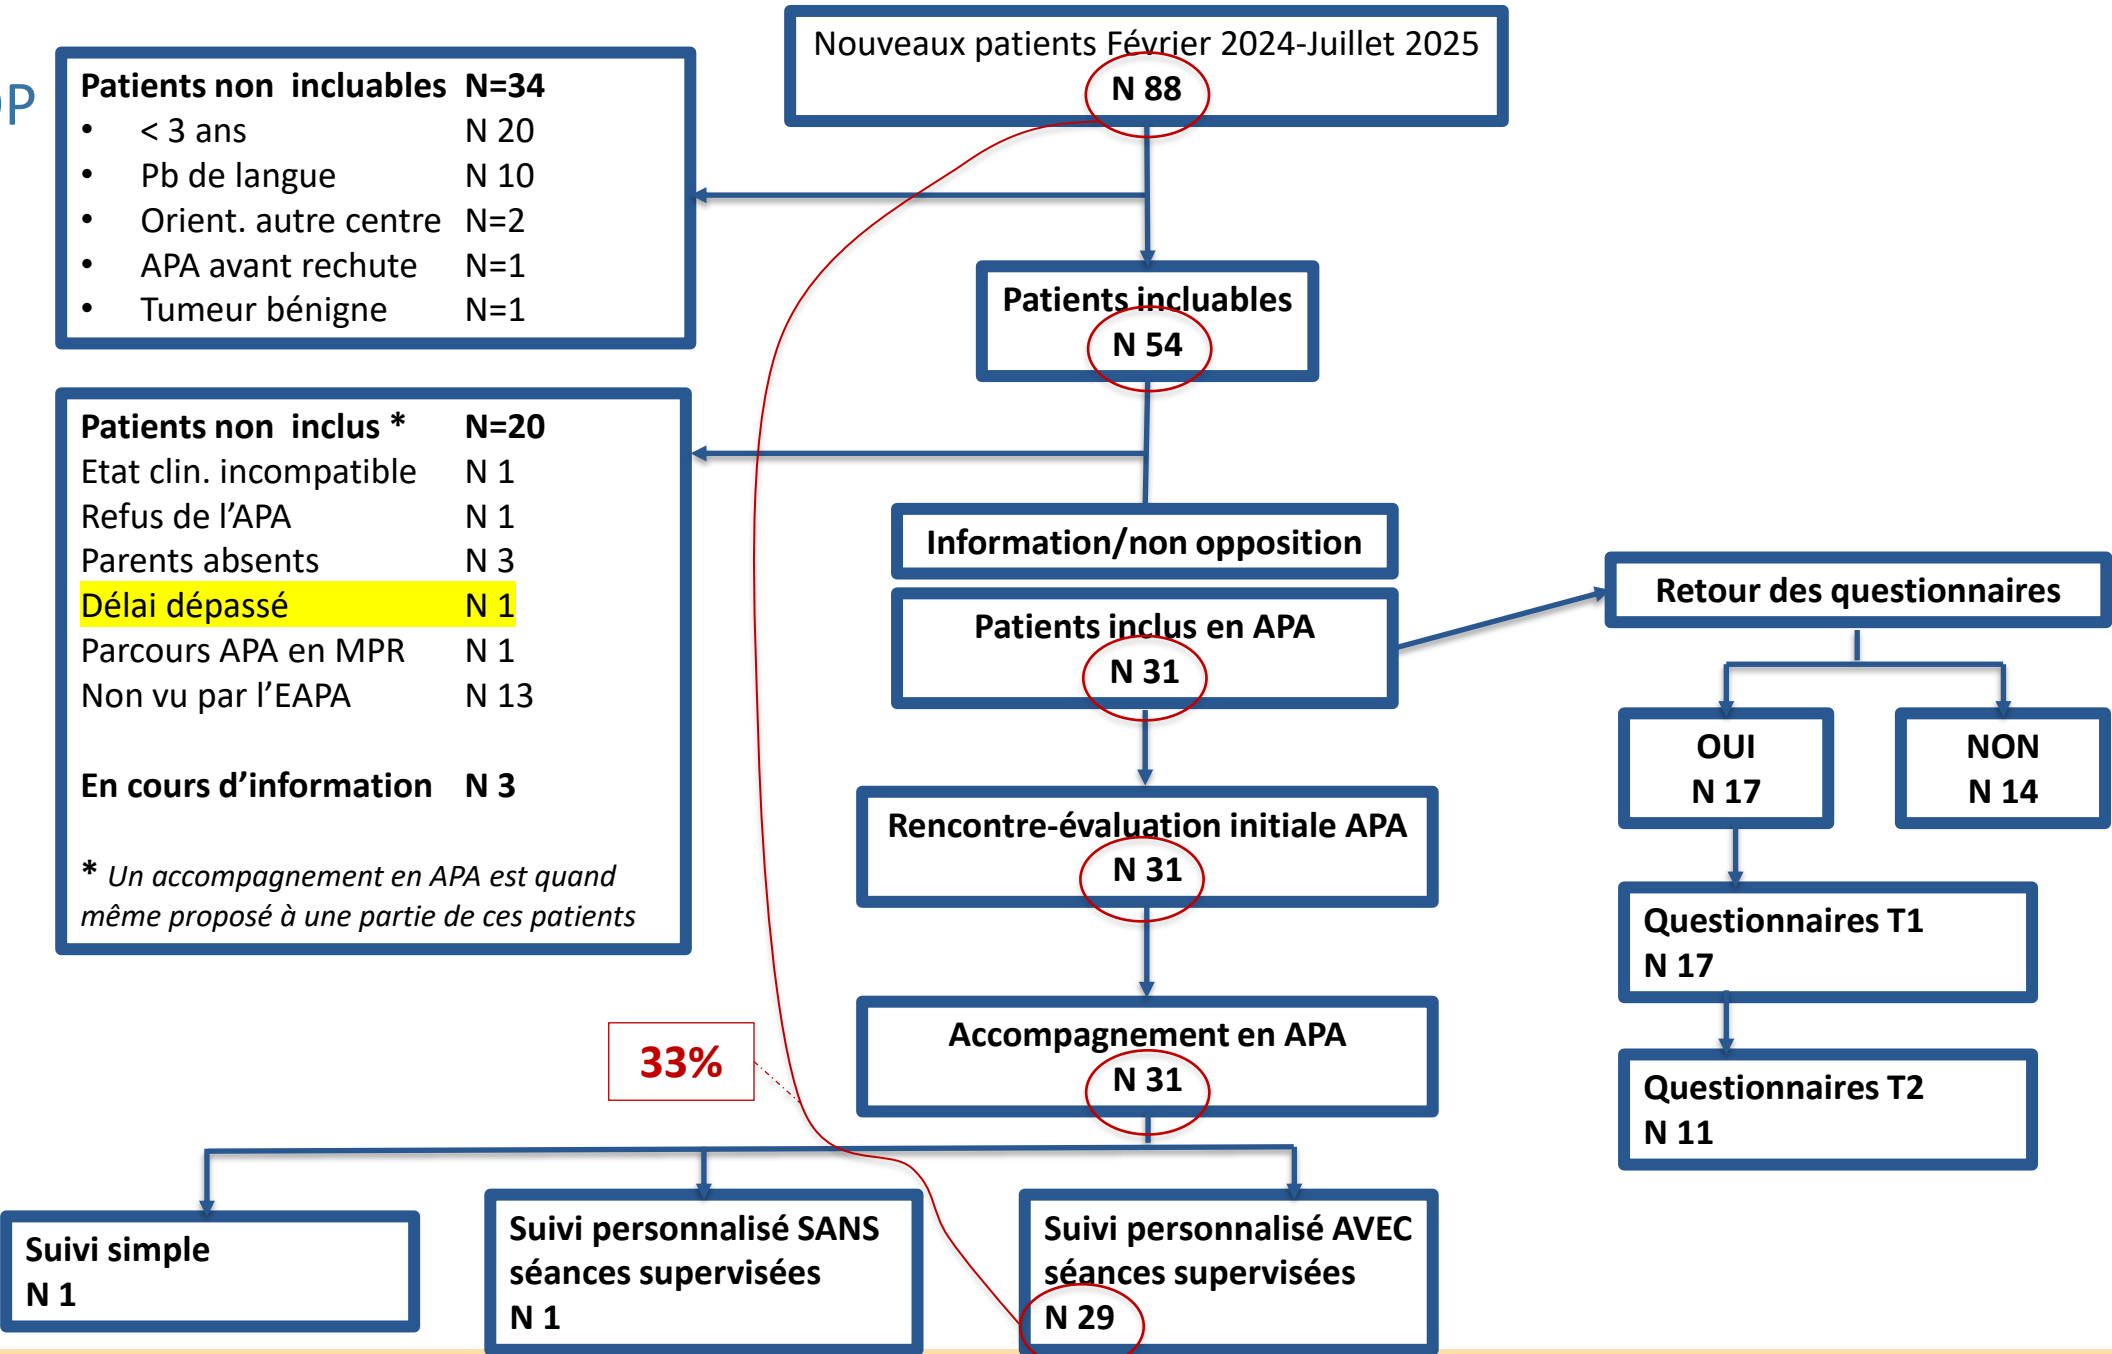 Nouveaux patients Février 2024-Juillet 2025
N 88
Patients non incluables N=34
• < 3 ans N 20
• Pb de langue N 10
• Orient. autre centre N=2
• APA avant rechute N=1
• Tumeur bénigne N=1
Patients incluables
N 54
Patients non inclus * N=20
Etat clin. incompatible N 1
Refus de l'APA N 1
Parents absents N 3
Délai dépassé N 1
Parcours APA en MPR N 1
Non vu par l'EAPA N 13
En cours d'information N 3
* Un accompagnement en APA est quand
même proposé à une partie de ces patients
Information/non opposition
Patients inclus en APA
N 31
Retour des questionnaires
OUI
N 17
NON
N 14
Rencontre-évaluation initiale APA
N 31
Questionnaires T1
N 17
Accompagnement en APA
N 31
33%
Questionnaires T2
N 11
Suivi simple
N 1
Suivi personnalisé SANS
séances supervisées
N 1
Suivi personnalisé AVEC
séances supervisées
N 29